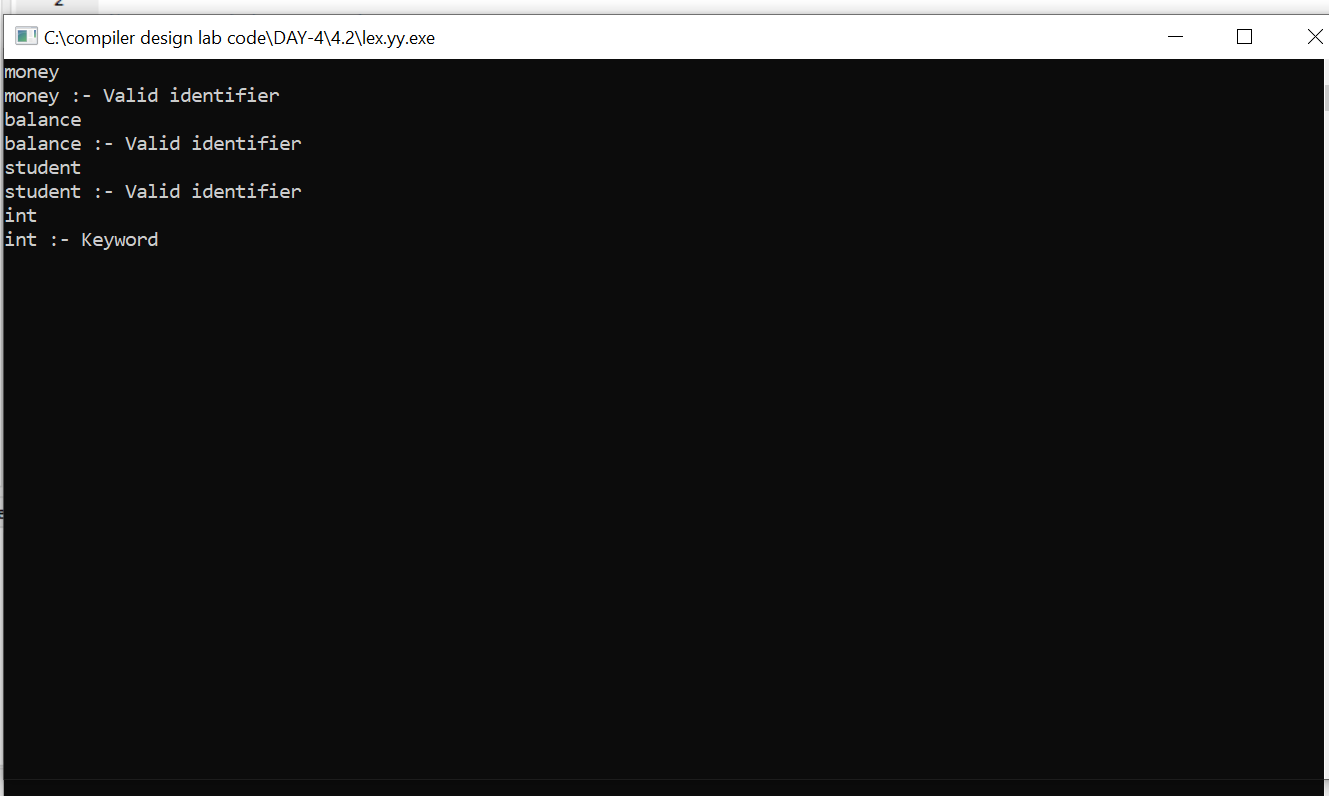 2
C:\compiler design lab code\DAY-4\4.2\lex.yy.exe
money
money :- Valid identifier
balance
balance :- Valid identifier
student
student :- Valid identifier
int
int :- Keyword